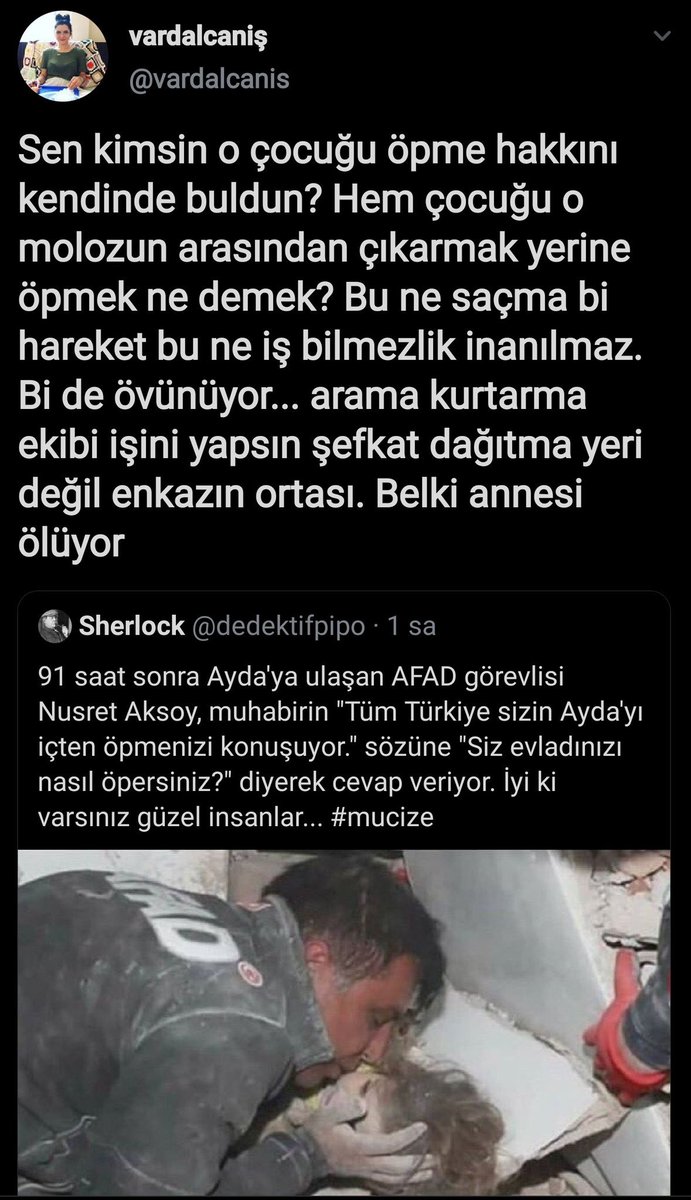 vardalcaniş
@vardalcanis
Sen kimsin o çocuğu öpme hakkını
kendinde buldun? Hem çocuğu o
molozun arasından çıkarmak yerine
öpmek ne demek? Bu ne saçma bi
hareket bu ne iş bilmezlik inanılmaz.
Bi de övünüyor... arama kurtarma
ekibi işini yapsın şefkat dağıtma yeri
değil enkazın ortası. Belki annesi
ölüyor
Sherlock @dedektifpipo · 1 sa
91 saat sonra Ayda'ya ulaşan AFAD görevlisi
Nusret Aksoy, muhabirin "Tüm Türkiye sizin Ayda'yı
içten öpmenizi konuşuyor." sözüne "Siz evladınızı
nasıl öpersiniz?" diyerek cevap veriyor. İyi ki
varsınız güzel insanlar... #mucize